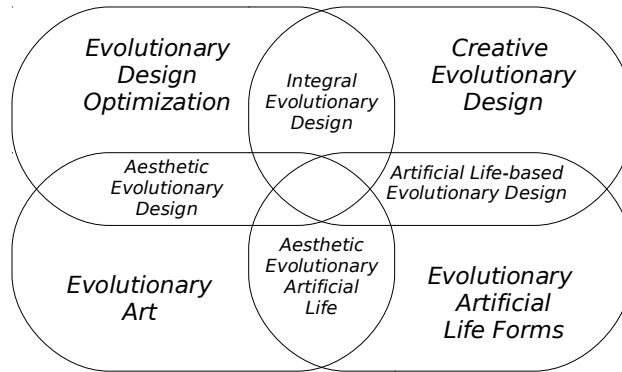 Evolutionary
Design
Optimization
Integral
Evolutionary
Design
Creative
Evolutionary
Design
Aesthetic
Evolutionary
Design
Artificial Life-based
Evolutionary Design
Evolutionary
Art
Aesthetic
Evolutionary
Artificial
Life
Evolutionary
Artificial
Life Forms